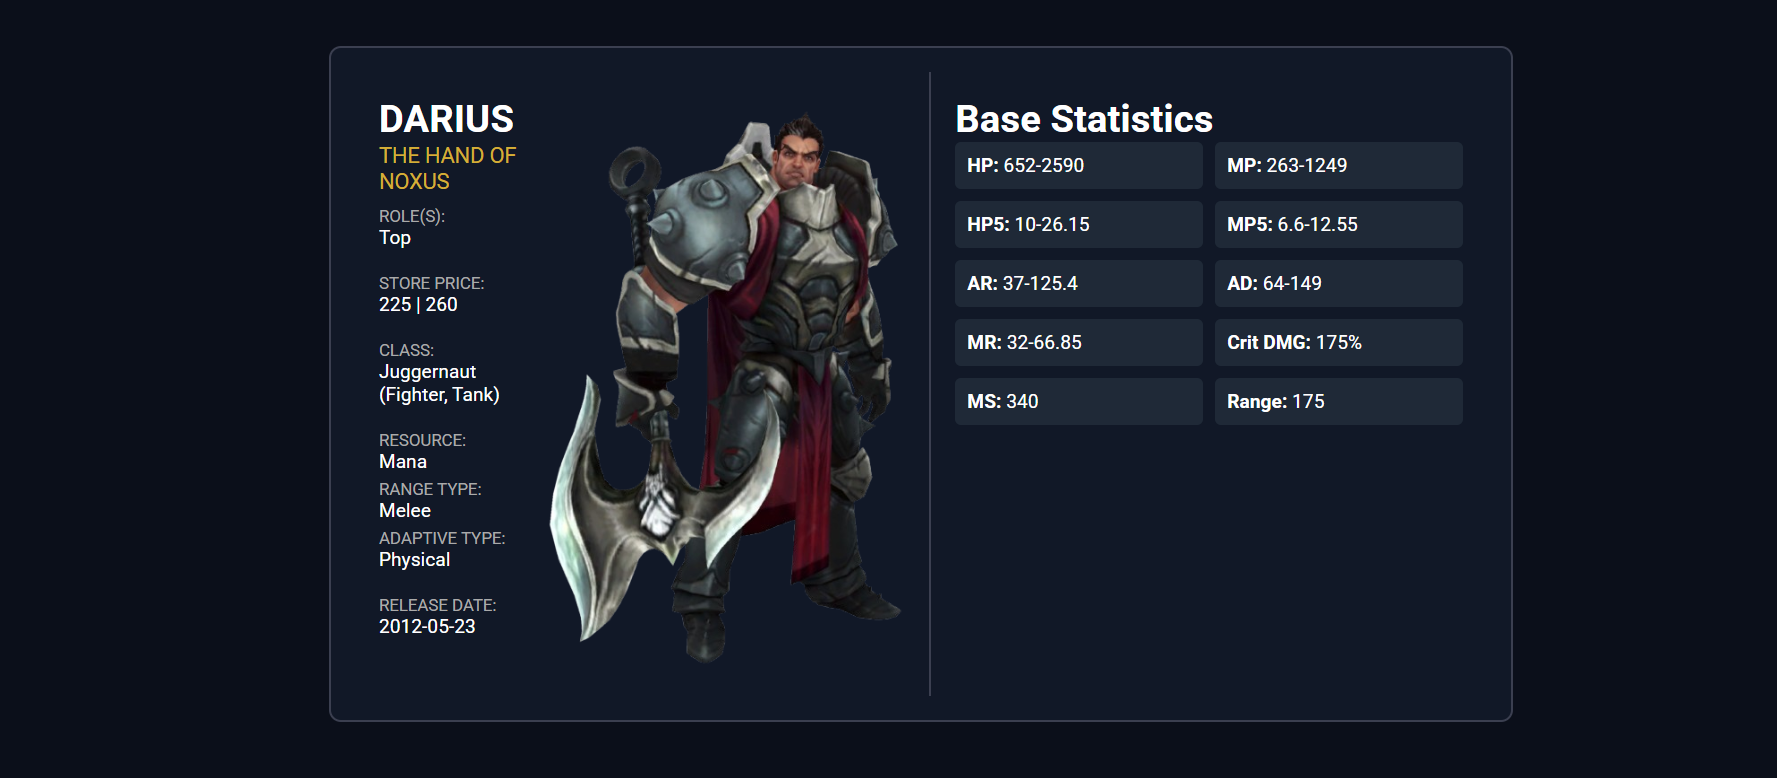 DARIUS
THE HAND OF
NOXUS
ROLE(S):
Top
STORE PRICE:
225 | 260
CLASS:
Juggernaut
(Fighter, Tank)
RESOURCE:
Mana
RANGE TYPE:
Melee
ADAPTIVE TYPE:
Physical
RELEASE DATE:
2012-05-23
Base Statistics
HP: 652-2590
MP: 263-1249
HP5: 10-26.15
MP5: 6.6-12.55
AR: 37-125.4
AD: 64-149
MR: 32-66.85
Crit DMG: 175%
MS: 340
Range: 175